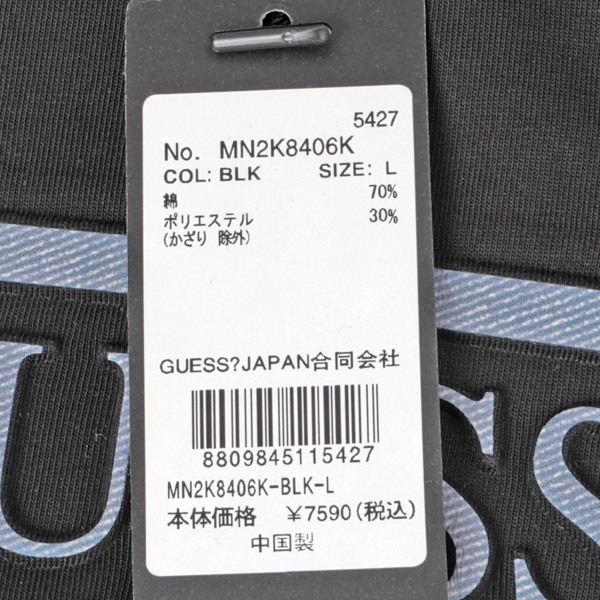 5427
No. MN2K8406K
COL: BLK SIZE: L
綿 70%
ポリエステル 30%
(かざり 除外)
GUESS?JAPAN合同会社
8809845115427
MN2K8406K-BLK-L
本体価格 ¥7590(税込)
中国製
U SS